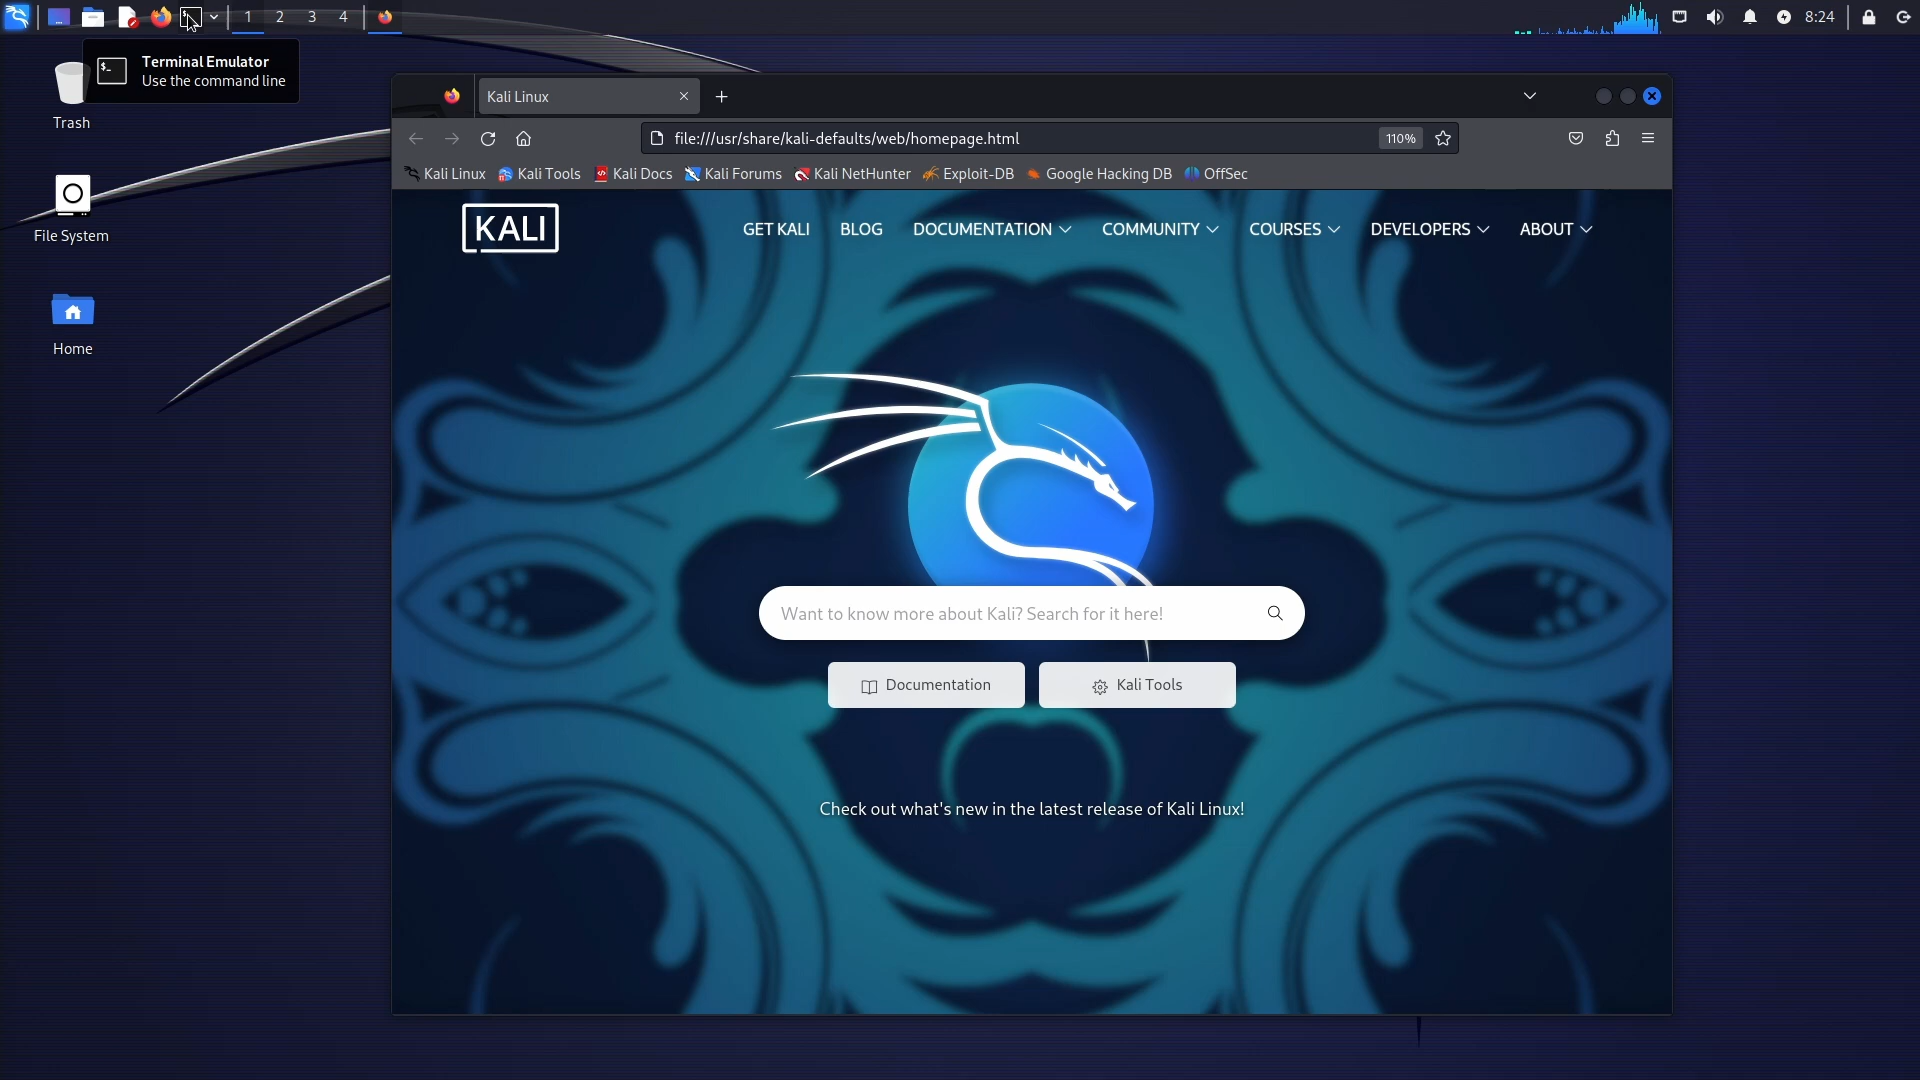 1 2 3 4 8:24
Terminal Emulator
Use the command line
Trash
File System
Home
Kali Linux
file:///usr/share/kali-defaults/web/homepage.html 110%
Kali Linux Kali Tools Kali Docs Kali Forums Kali NetHunter Exploit-DB Google Hacking DB OffSec
KALI GET KALI BLOG DOCUMENTATION COMMUNITY COURSES DEVELOPERS ABOUT
Want to know more about Kali? Search for it here!
Documentation Kali Tools
Check out what's new in the latest release of Kali Linux!